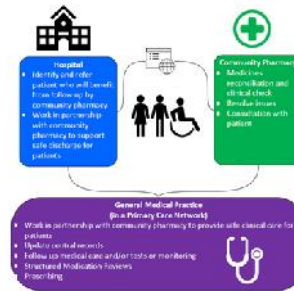 Hospital
• Identify and refer
patient who will benefit
from follow up by
community pharmacy
• Work in partnership
with community
pharmacy to support
safe discharge for
patients
Community Pharmacy
• Medicines
reconciliation and
clinical check
• Resolve issues
• Consultation with
patient
General Medical Practice
(in a Primary Care Network)
• Work in partnership with community pharmacy to provide safe clinical care for
patients
• Update records
• Follow up medical care and/or tests or monitoring
• Structured Medication Reviews
• Prescribing